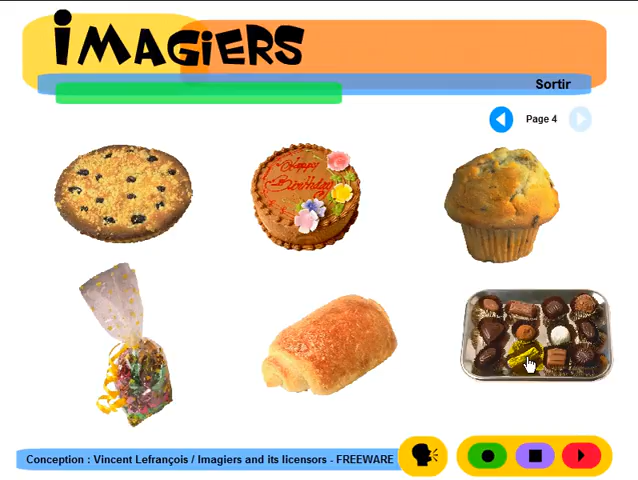 iMAGiERS
Sortir
Page 4
Happy
Birthday
Conception : Vincent Lefrançois / Imagiers and its licensors - FREEWARE